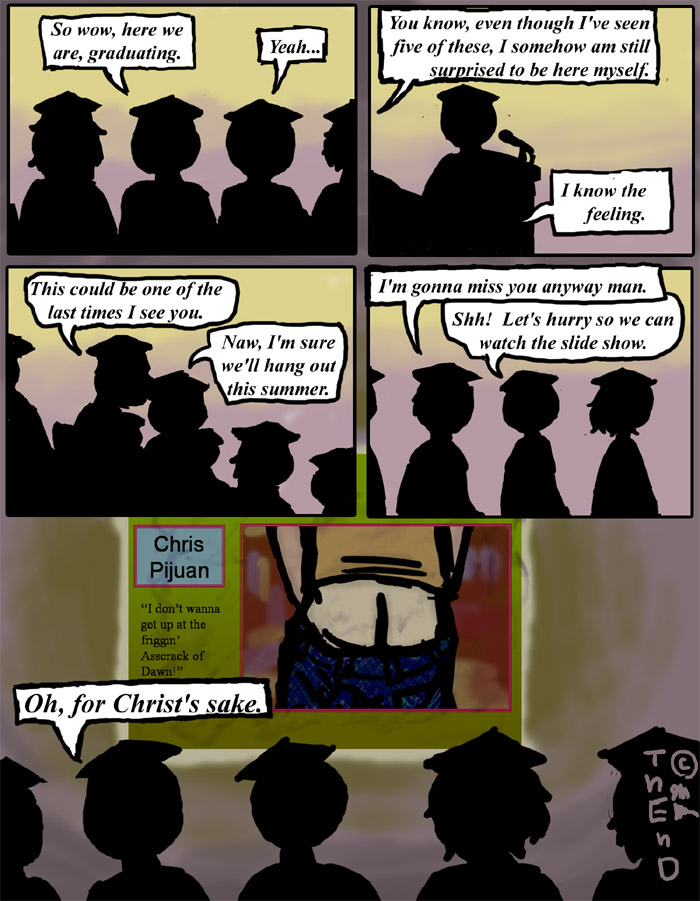 So wow, here we
are, graduating.
Yeah...
You know, even though I've seen
five of these, I somehow am still
surprised to be here myself.
I know the
feeling.
This could be one of the
last times I see you.
Naw, I'm sure
we'll hang out
this summer.
I'm gonna miss you anyway man.
Shh! Let's hurry so we can
watch the slide show.
Chris
Pijuan
“I don’t wanna
get up at the
friggin’
Asscrack of
Dawn!”
Oh, for Christ's sake.
ThEnD
©